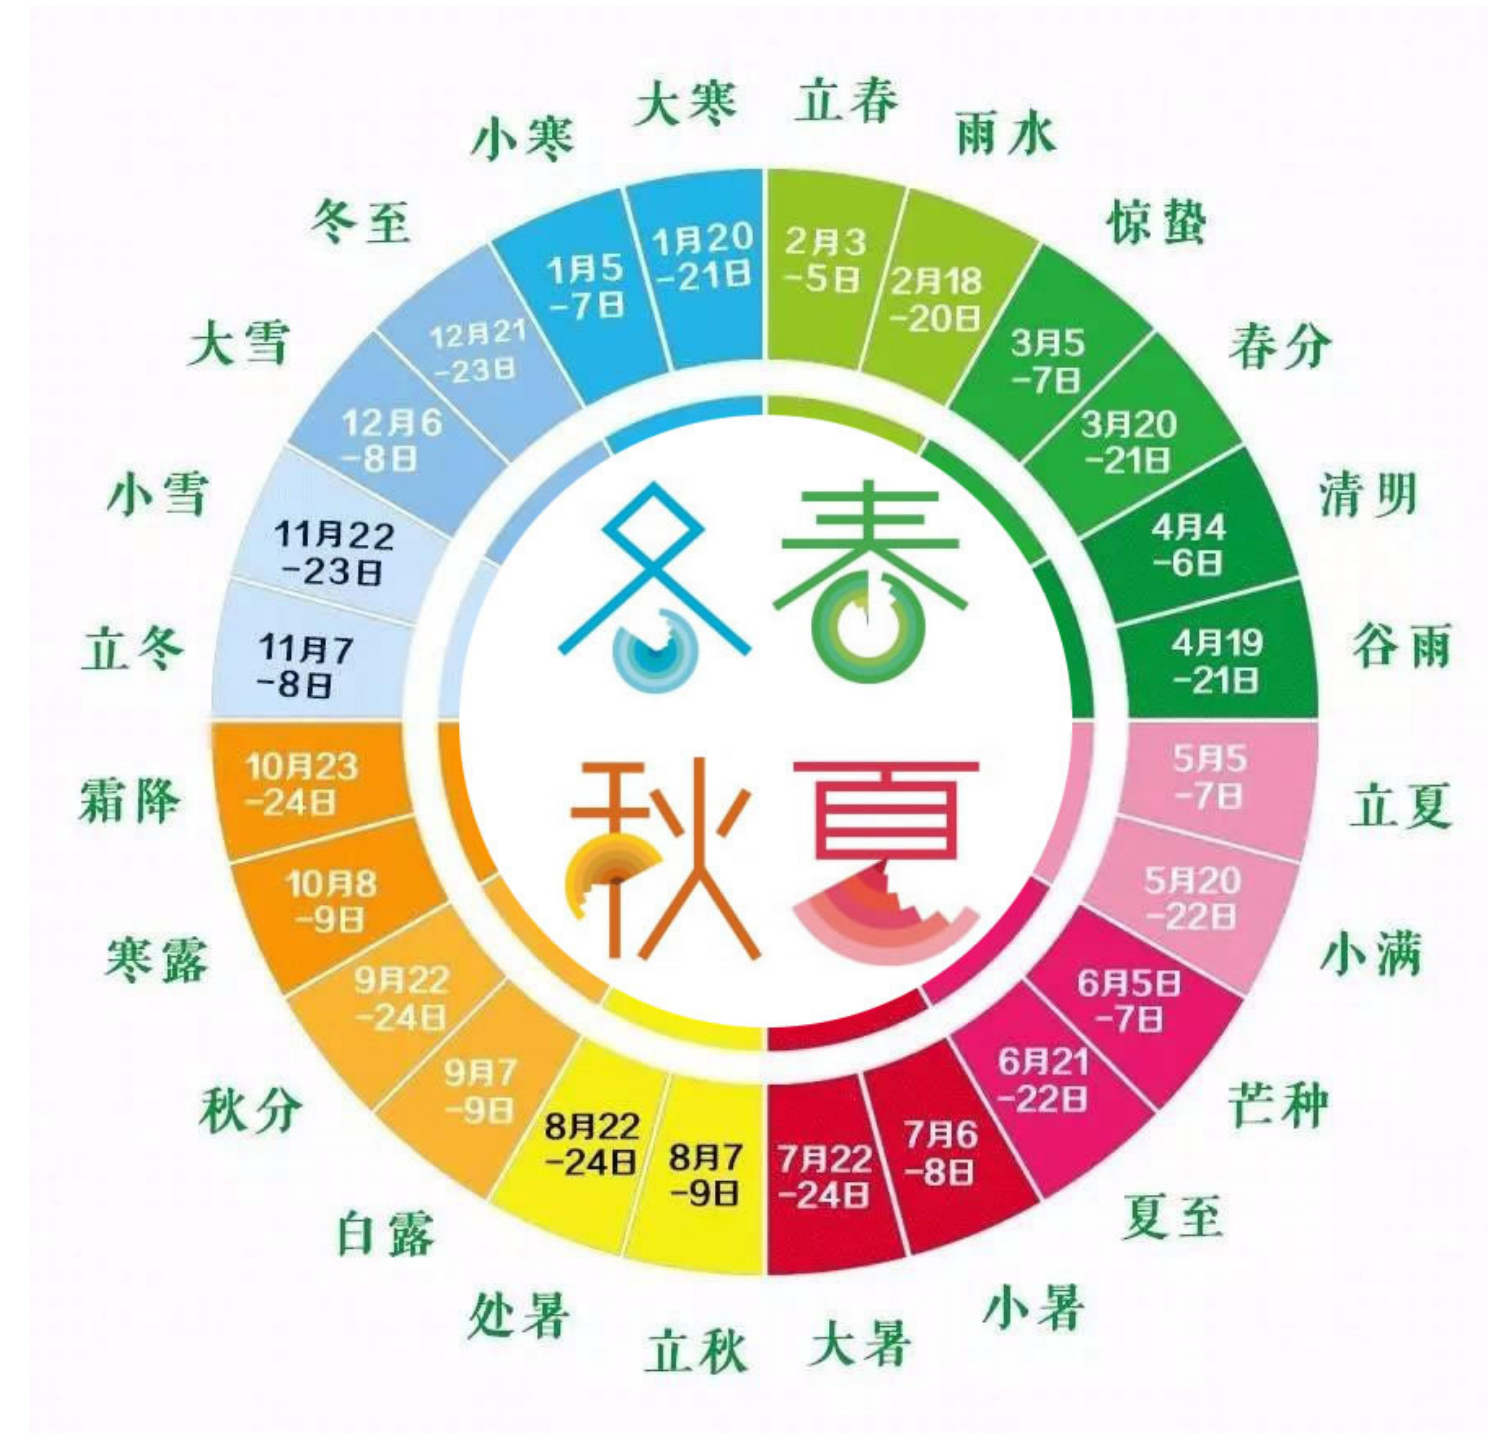 大寒
立春
雨水
惊蛰
春分
清明
谷雨
立夏
小满
芒种
夏至
小暑
大暑
立秋
处暑
白露
秋分
寒露
霜降
立冬
小雪
大雪
冬至
小寒
1月20
-21日
2月3
-5日
2月18
-20日
3月5
-7日
3月20
-21日
4月4
-6日
4月19
-21日
5月5
-7日
5月20
-22日
6月5日
-7日
6月21
-22日
7月6
-8日
7月22
-24日
8月7
-9日
8月22
-24日
9月7
-9日
9月22
-24日
10月8
-9日
10月23
-24日
11月7
-8日
11月22
-23日
12月6
-8日
12月21
-23日
1月5
-7日
冬 春
秋 夏